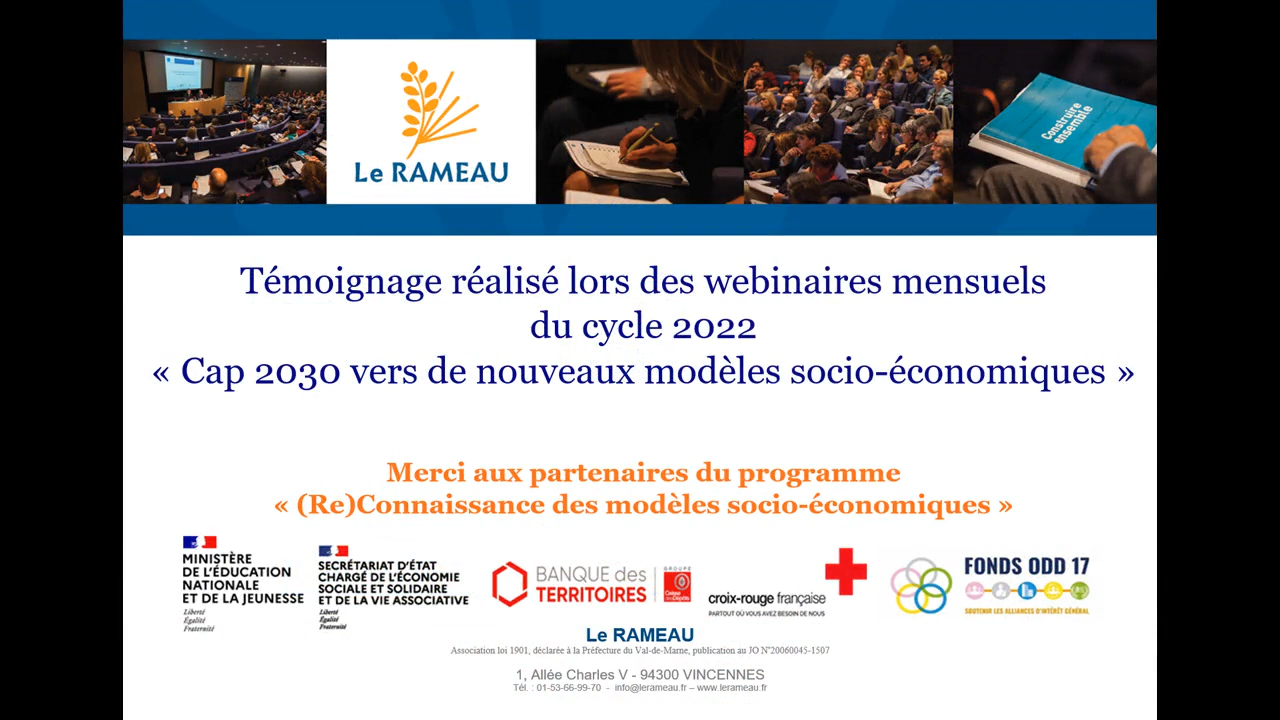 Le RAMEAU
Construire
ensemble
Témoignage réalisé lors des webinaires mensuels
du cycle 2022
« Cap 2030 vers de nouveaux modèles socio-économiques »
Merci aux partenaires du programme
« (Re)Connaissance des modèles socio-économiques »
MINISTÈRE
DE L'ÉDUCATION
NATIONALE
ET DE LA JEUNESSE
Liberté
Égalité
Fraternité
SECRÉTARIAT D'ÉTAT
CHARGÉ DE L'ÉCONOMIE
SOCIALE ET SOLIDAIRE
ET DE LA VIE ASSOCIATIVE
Liberté
Égalité
Fraternité
BANQUE des
TERRITOIRES
GROUPE
Caisse
des Dépôts
croix-rouge française
PARTOUT OÙ VOUS AVEZ BESOIN DE NOUS
FONDS ODD 17
SOUTENIR LES ALLIANCES D'INTÉRÊT GÉNÉRAL
Le RAMEAU
Association loi 1901, déclarée à la Préfecture du Val-de-Marne, publication au JO N°20060045-1507
1, Allée Charles V - 94300 VINCENNES
Tél. : 01-53-66-99-70 - info@lerameau.fr – www.lerameau.fr